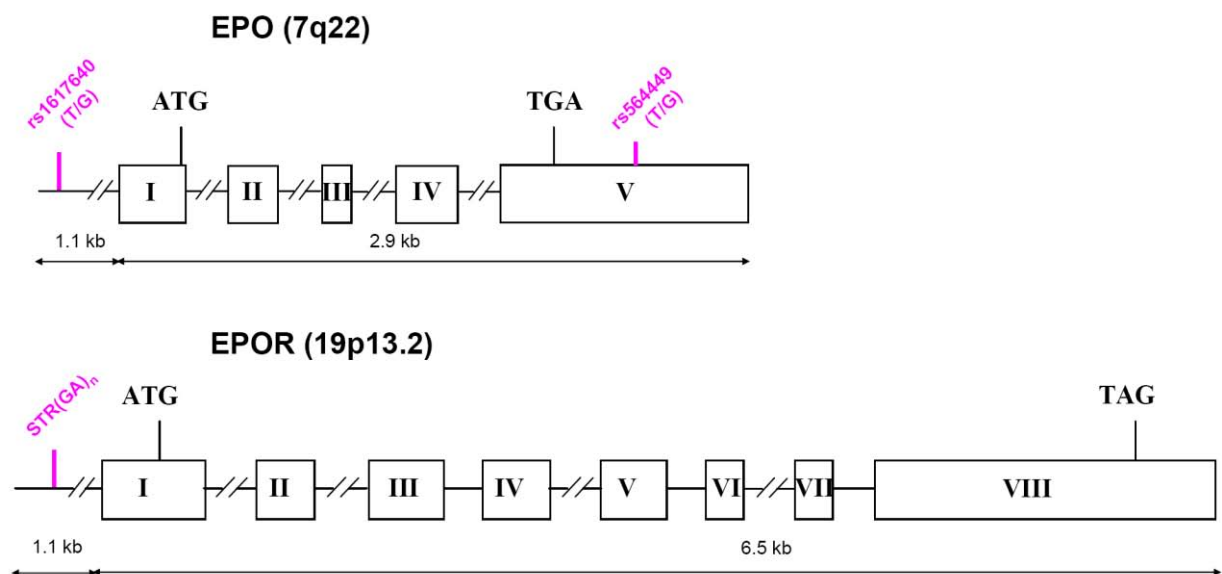 EPO (7q22)
rs1617640
(T/G)
ATG
TGA
rs564449
(T/G)
I
II
III
IV
V
1.1 kb
2.9 kb
EPOR (19p13.2)
STR(GA)n
ATG
TAG
I
II
III
IV
V
VI
VII
VIII
1.1 kb
6.5 kb